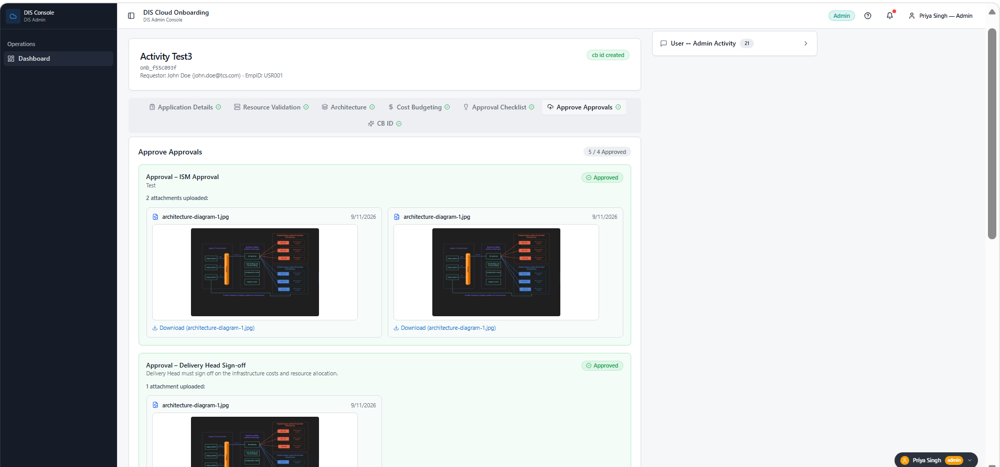 DIS Console
DIS Admin
Operations
Dashboard
DIS Cloud Onboarding
DIS Admin Console
Admin
Priya Singh — Admin
Activity Test3
onb_f55c093f
Requestor: John Doe (john.doe@tcs.com) · EmpID: USR001
cb id created
User ↔ Admin Activity 21
Application Details
Resource Validation
Architecture
Cost Budgeting
Approval Checklist
Approve Approvals
CB ID
Approve Approvals
5 / 4 Approved
Approval – ISM Approval
Test
Approved
2 attachments uploaded:
architecture-diagram-1.jpg
9/11/2026
Download (architecture-diagram-1.jpg)
architecture-diagram-1.jpg
9/11/2026
Download (architecture-diagram-1.jpg)
Approval – Delivery Head Sign-off
Delivery Head must sign off on the infrastructure costs and resource allocation.
Approved
1 attachment uploaded:
architecture-diagram-1.jpg
9/11/2026
Priya Singh admin